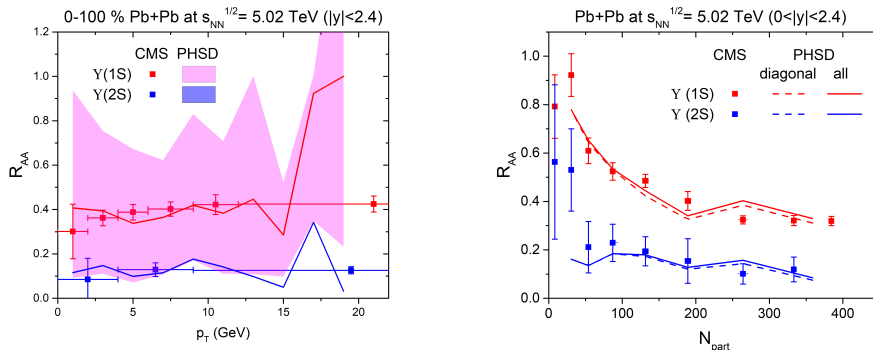 0-100 % Pb+Pb at s_NN^1/2= 5.02 TeV (|y|<2.4)
CMS PHSD
ϒ(1S)
ϒ(2S)
R_AA
1.2
1.0
0.8
0.6
0.4
0.2
0.0
0 5 10 15 20
p_T (GeV)
Pb+Pb at s_NN^1/2= 5.02 TeV (0<|y|<2.4)
CMS PHSD
diagonal all
ϒ (1S)
ϒ (2S)
R_AA
1.0
0.8
0.6
0.4
0.2
0.0
0 100 200 300 400
N_part